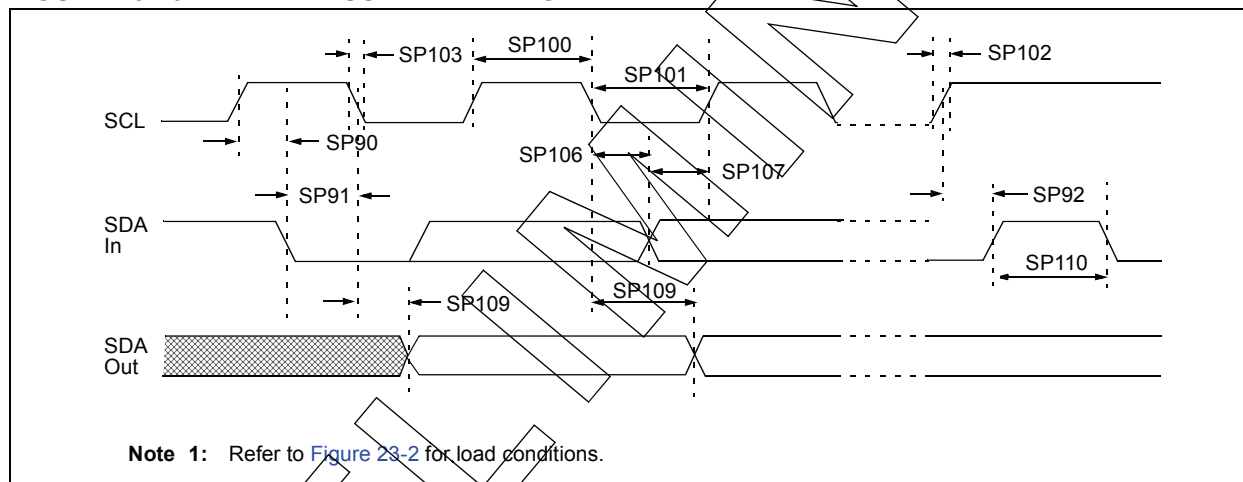 SP103
SP100
SP101
SP102
SCL
SP90
SP106
SP107
SP91
SP92
SDA
In
SP110
SP109
SP109
SDA
Out
Note 1: Refer to Figure 23-2 for load conditions.